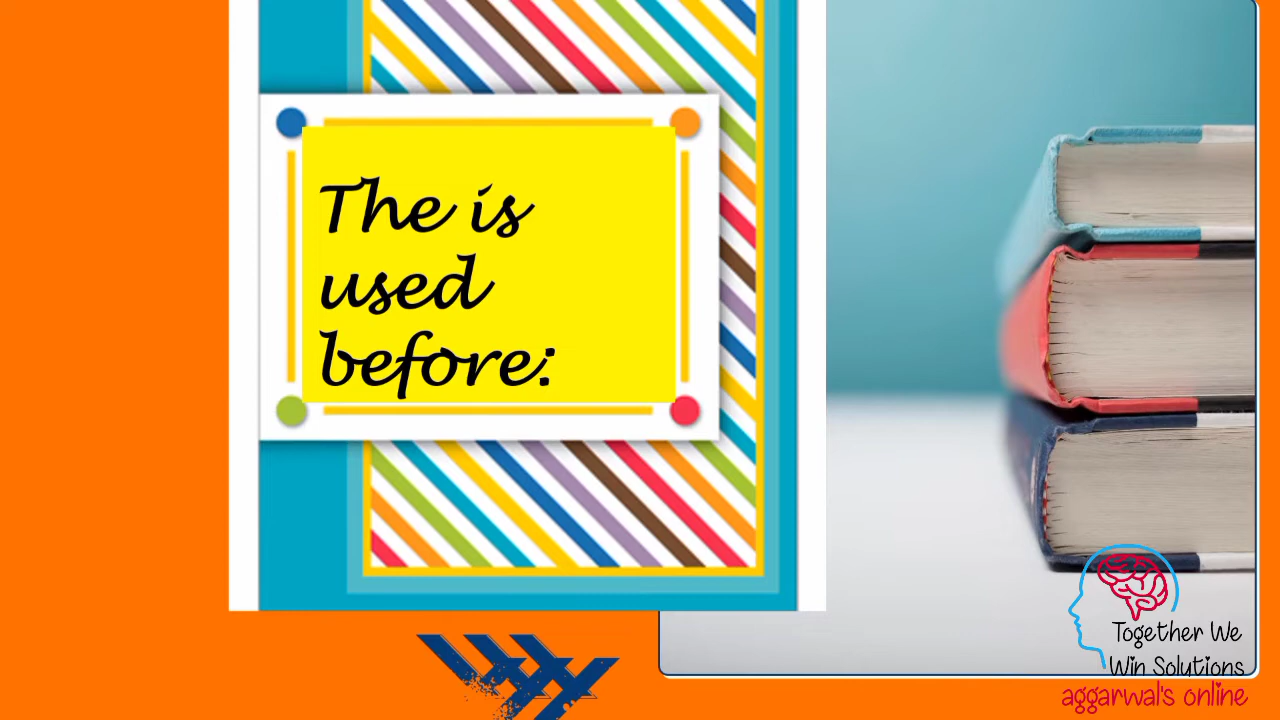 The is
used
before:
Together We
Win Solutions
aggarwal's online